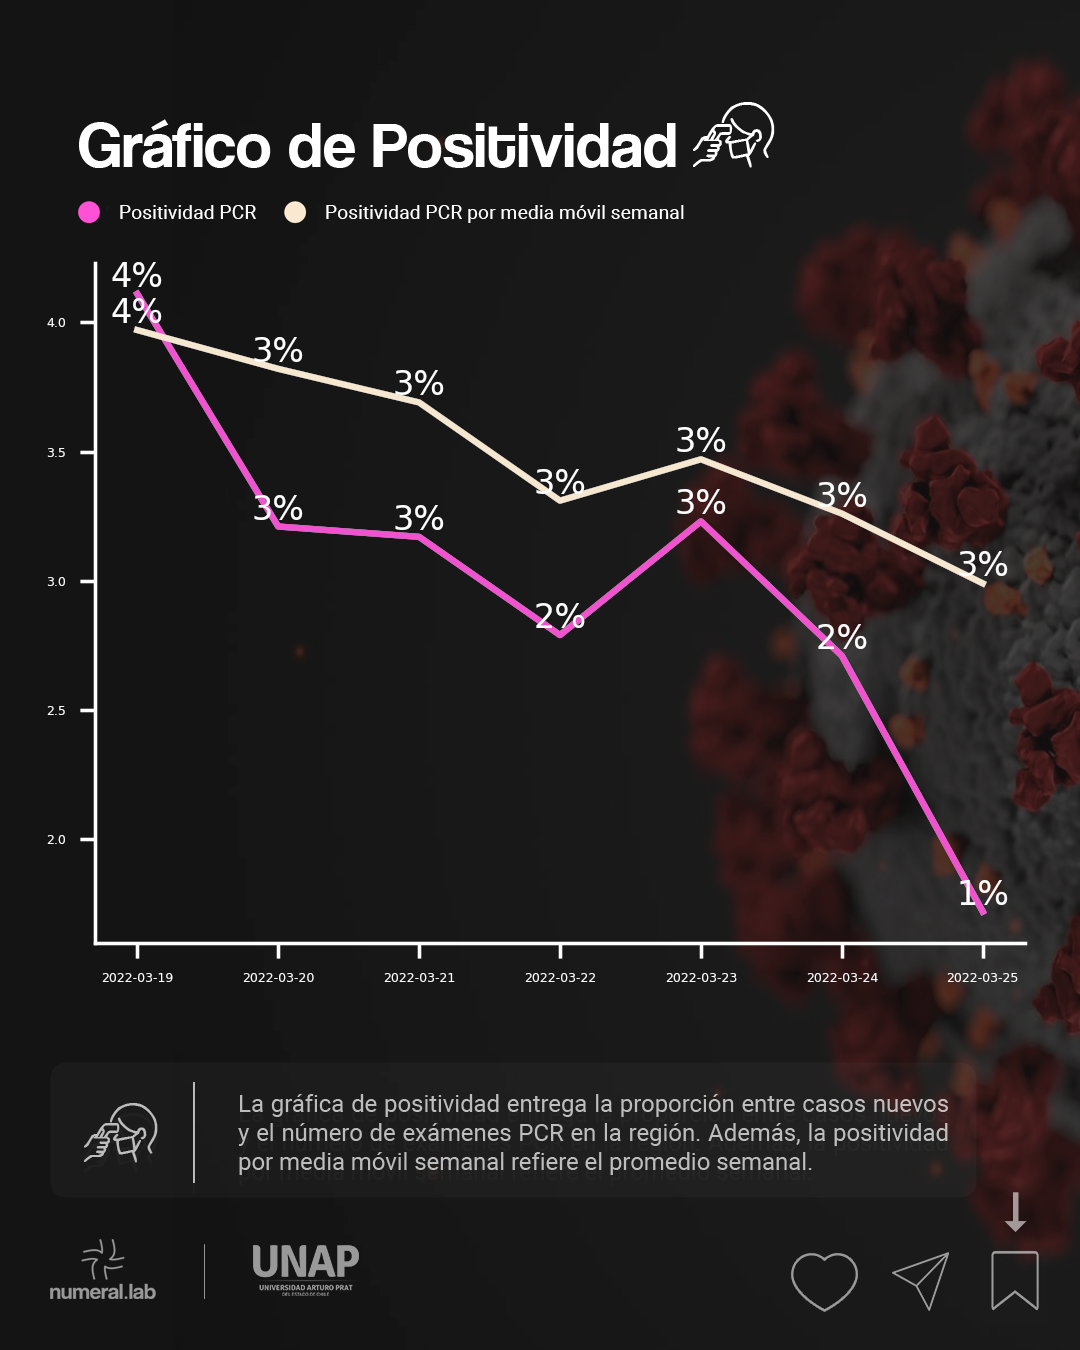 Gráfico de Positividad
Positividad PCR
Positividad PCR por media móvil semanal
4%
4%
3%
3%
3%
3%
3%
3%
3%
3%
3%
2%
2%
1%
4.0
3.5
3.0
2.5
2.0
2022-03-19
2022-03-20
2022-03-21
2022-03-22
2022-03-23
2022-03-24
2022-03-25
La gráfica de positividad entrega la proporción entre casos nuevos
y el número de exámenes PCR en la región. Además, la positividad
por media móvil semanal refiere el promedio semanal.
numeral.lab
UNAP
UNIVERSIDAD ARTURO PRAT
DEL ESTADO DE CHILE